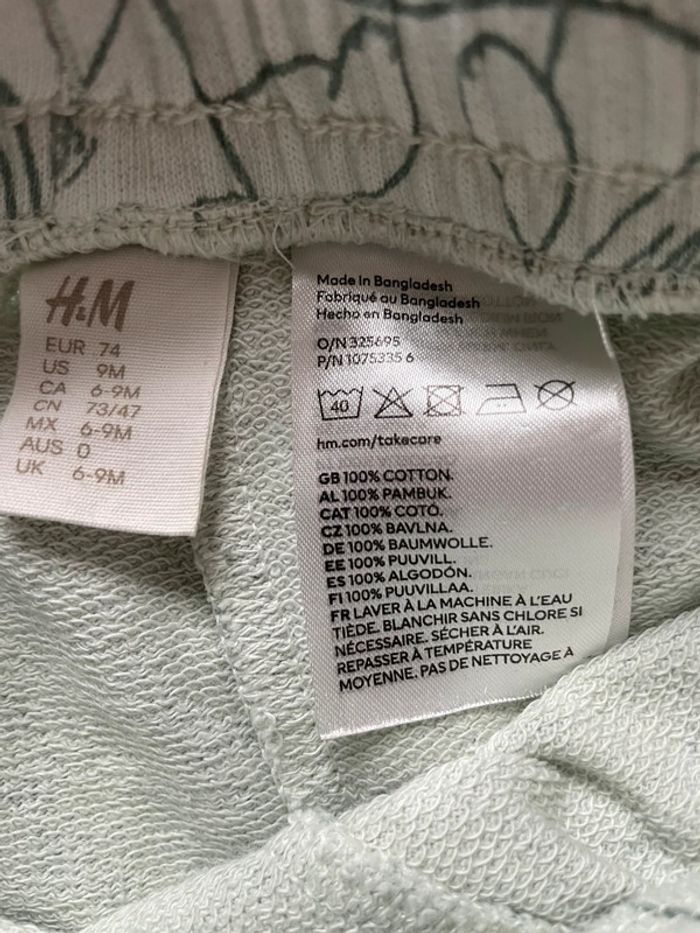 H&M
EUR 74
US 9M
CA 6-9M
CN 73/47
MX 6-9M
AUS 0
UK 6-9M
Made in Bangladesh
Fabriqué au Bangladesh
Hecho en Bangladesh
O/N 325695
P/N 1075335 6
40
hm.com/takecare
GB 100% COTTON.
AL 100% PAMBUK.
CAT 100% COTÓ.
CZ 100% BAVLNA.
DE 100% BAUMWOLLE.
EE 100% PUUVILL.
ES 100% ALGODÓN.
FI 100% PUUVILLAA.
FR LAVER À LA MACHINE À L'EAU
TIÈDE. BLANCHIR SANS CHLORE SI
NÉCESSAIRE. SÉCHER À L'AIR.
REPASSER À TEMPÉRATURE
MOYENNE. PAS DE NETTOYAGE À